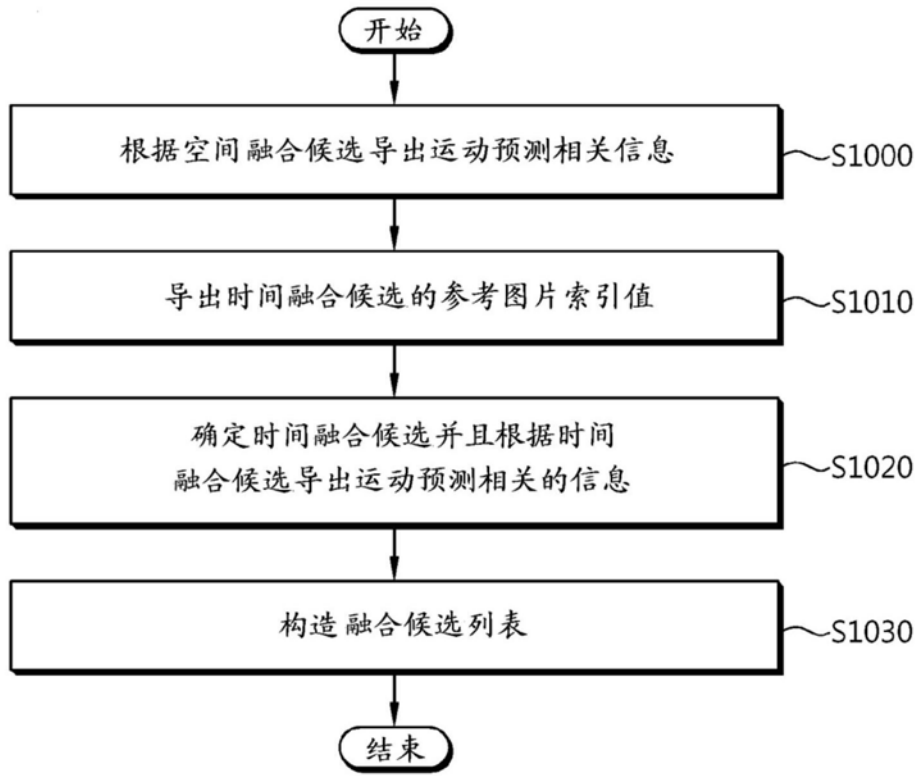 开始
根据空间融合候选导出运动预测相关信息
S1000
导出时间融合候选的参考图片索引值
S1010
确定时间融合候选并且根据时间
融合候选导出运动预测相关的信息
S1020
构造融合候选列表
S1030
结束